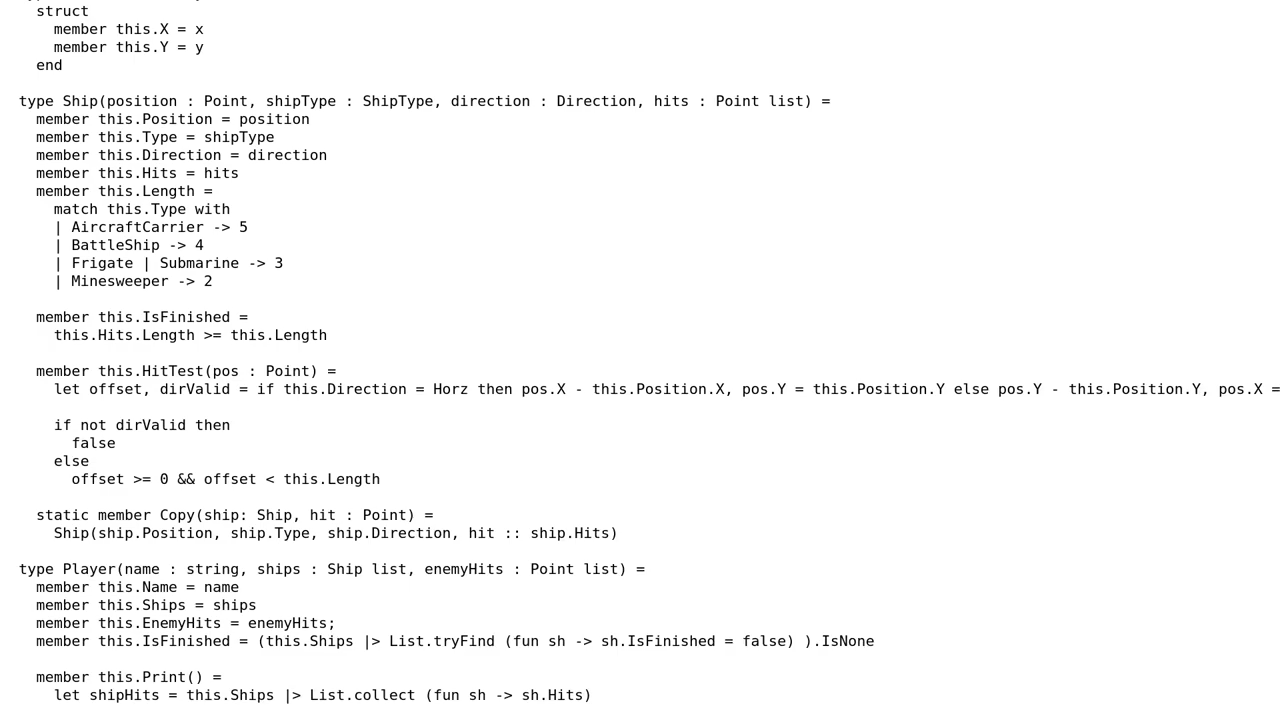 struct
member this.X = x
member this.Y = y
end
type Ship(position : Point, shipType : ShipType, direction : Direction, hits : Point list) =
member this.Position = position
member this.Type = shipType
member this.Direction = direction
member this.Hits = hits
member this.Length =
match this.Type with
| AircraftCarrier -> 5
| BattleShip -> 4
| Frigate | Submarine -> 3
| Minesweeper -> 2
member this.IsFinished =
this.Hits.Length >= this.Length
member this.HitTest(pos : Point) =
let offset, dirValid = if this.Direction = Horz then pos.X - this.Position.X, pos.Y = this.Position.Y else pos.Y - this.Position.Y, pos.X =
if not dirValid then
false
else
offset >= 0 && offset < this.Length
static member Copy(ship: Ship, hit : Point) =
Ship(ship.Position, ship.Type, ship.Direction, hit :: ship.Hits)
type Player(name : string, ships : Ship list, enemyHits : Point list) =
member this.Name = name
member this.Ships = ships
member this.EnemyHits = enemyHits;
member this.IsFinished = (this.Ships |> List.tryFind (fun sh -> sh.IsFinished = false) ).IsNone
member this.Print() =
let shipHits = this.Ships |> List.collect (fun sh -> sh.Hits)